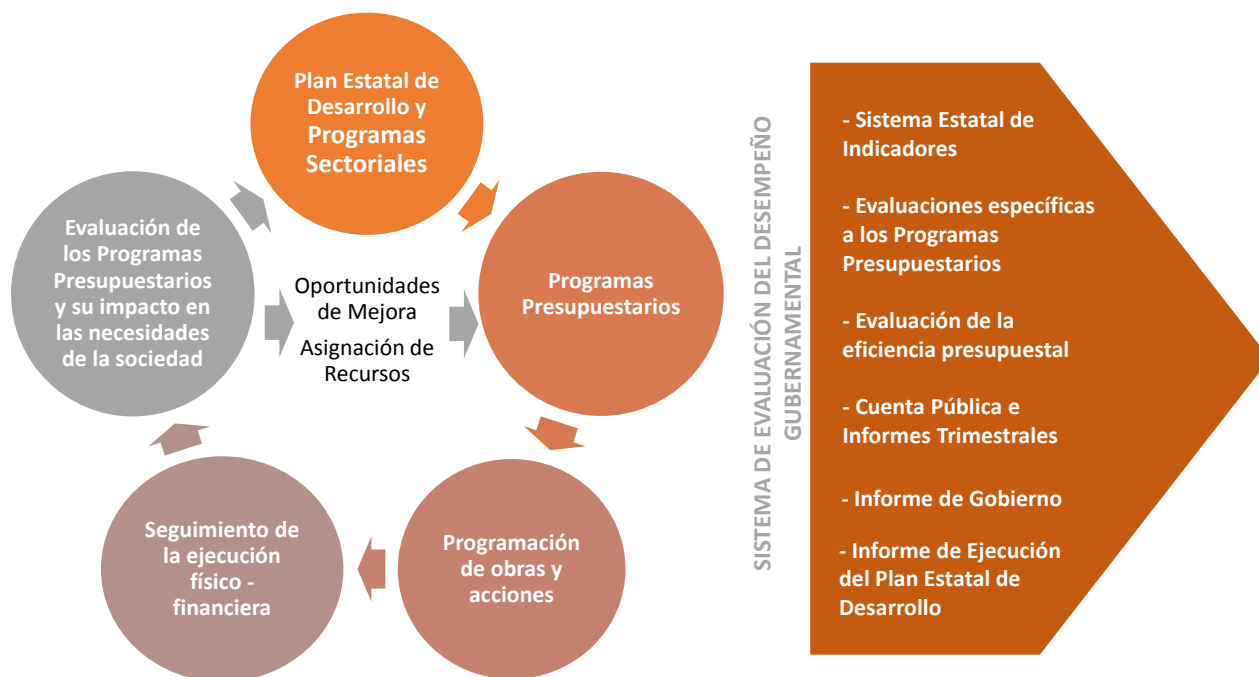 Plan Estatal de
Desarrollo y
Programas
Sectoriales
Evaluación de
los Programas
Presupuestarios
y su impacto en
las necesidades
de la sociedad
Oportunidades
de Mejora
Asignación de
Recursos
Programas
Presupuestarios
Seguimiento de
la ejecución
físico -
financiera
Programación
de obras y
acciones
SISTEMA DE EVALUACIÓN DEL DESEMPEÑO
GUBERNAMENTAL
- Sistema Estatal de
Indicadores
- Evaluaciones específicas
a los Programas
Presupuestarios
- Evaluación de la
eficiencia presupuestal
- Cuenta Pública e
Informes Trimestrales
- Informe de Gobierno
- Informe de Ejecución
del Plan Estatal de
Desarrollo